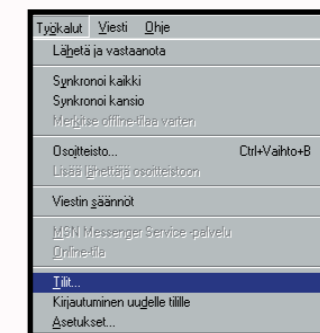 Työkalut Viesti Ohje
Lähetä ja vastaanota
Synkronoi kaikki
Synkronoi kansio
Merkitse offline-tilaa varten
Osoitteisto... Ctrl+Vaihto+B
Lisää lähettäjä osoitteistoon
Viestin säännöt
MSN Messenger Service -palvelu
Online-tila
Tilit...
Kirjautuminen uudelle tilille
Asetukset...